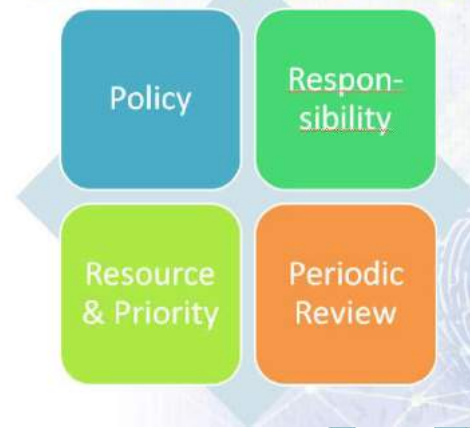 Policy
Respon-
sibility
Resource
& Priority
Periodic
Review